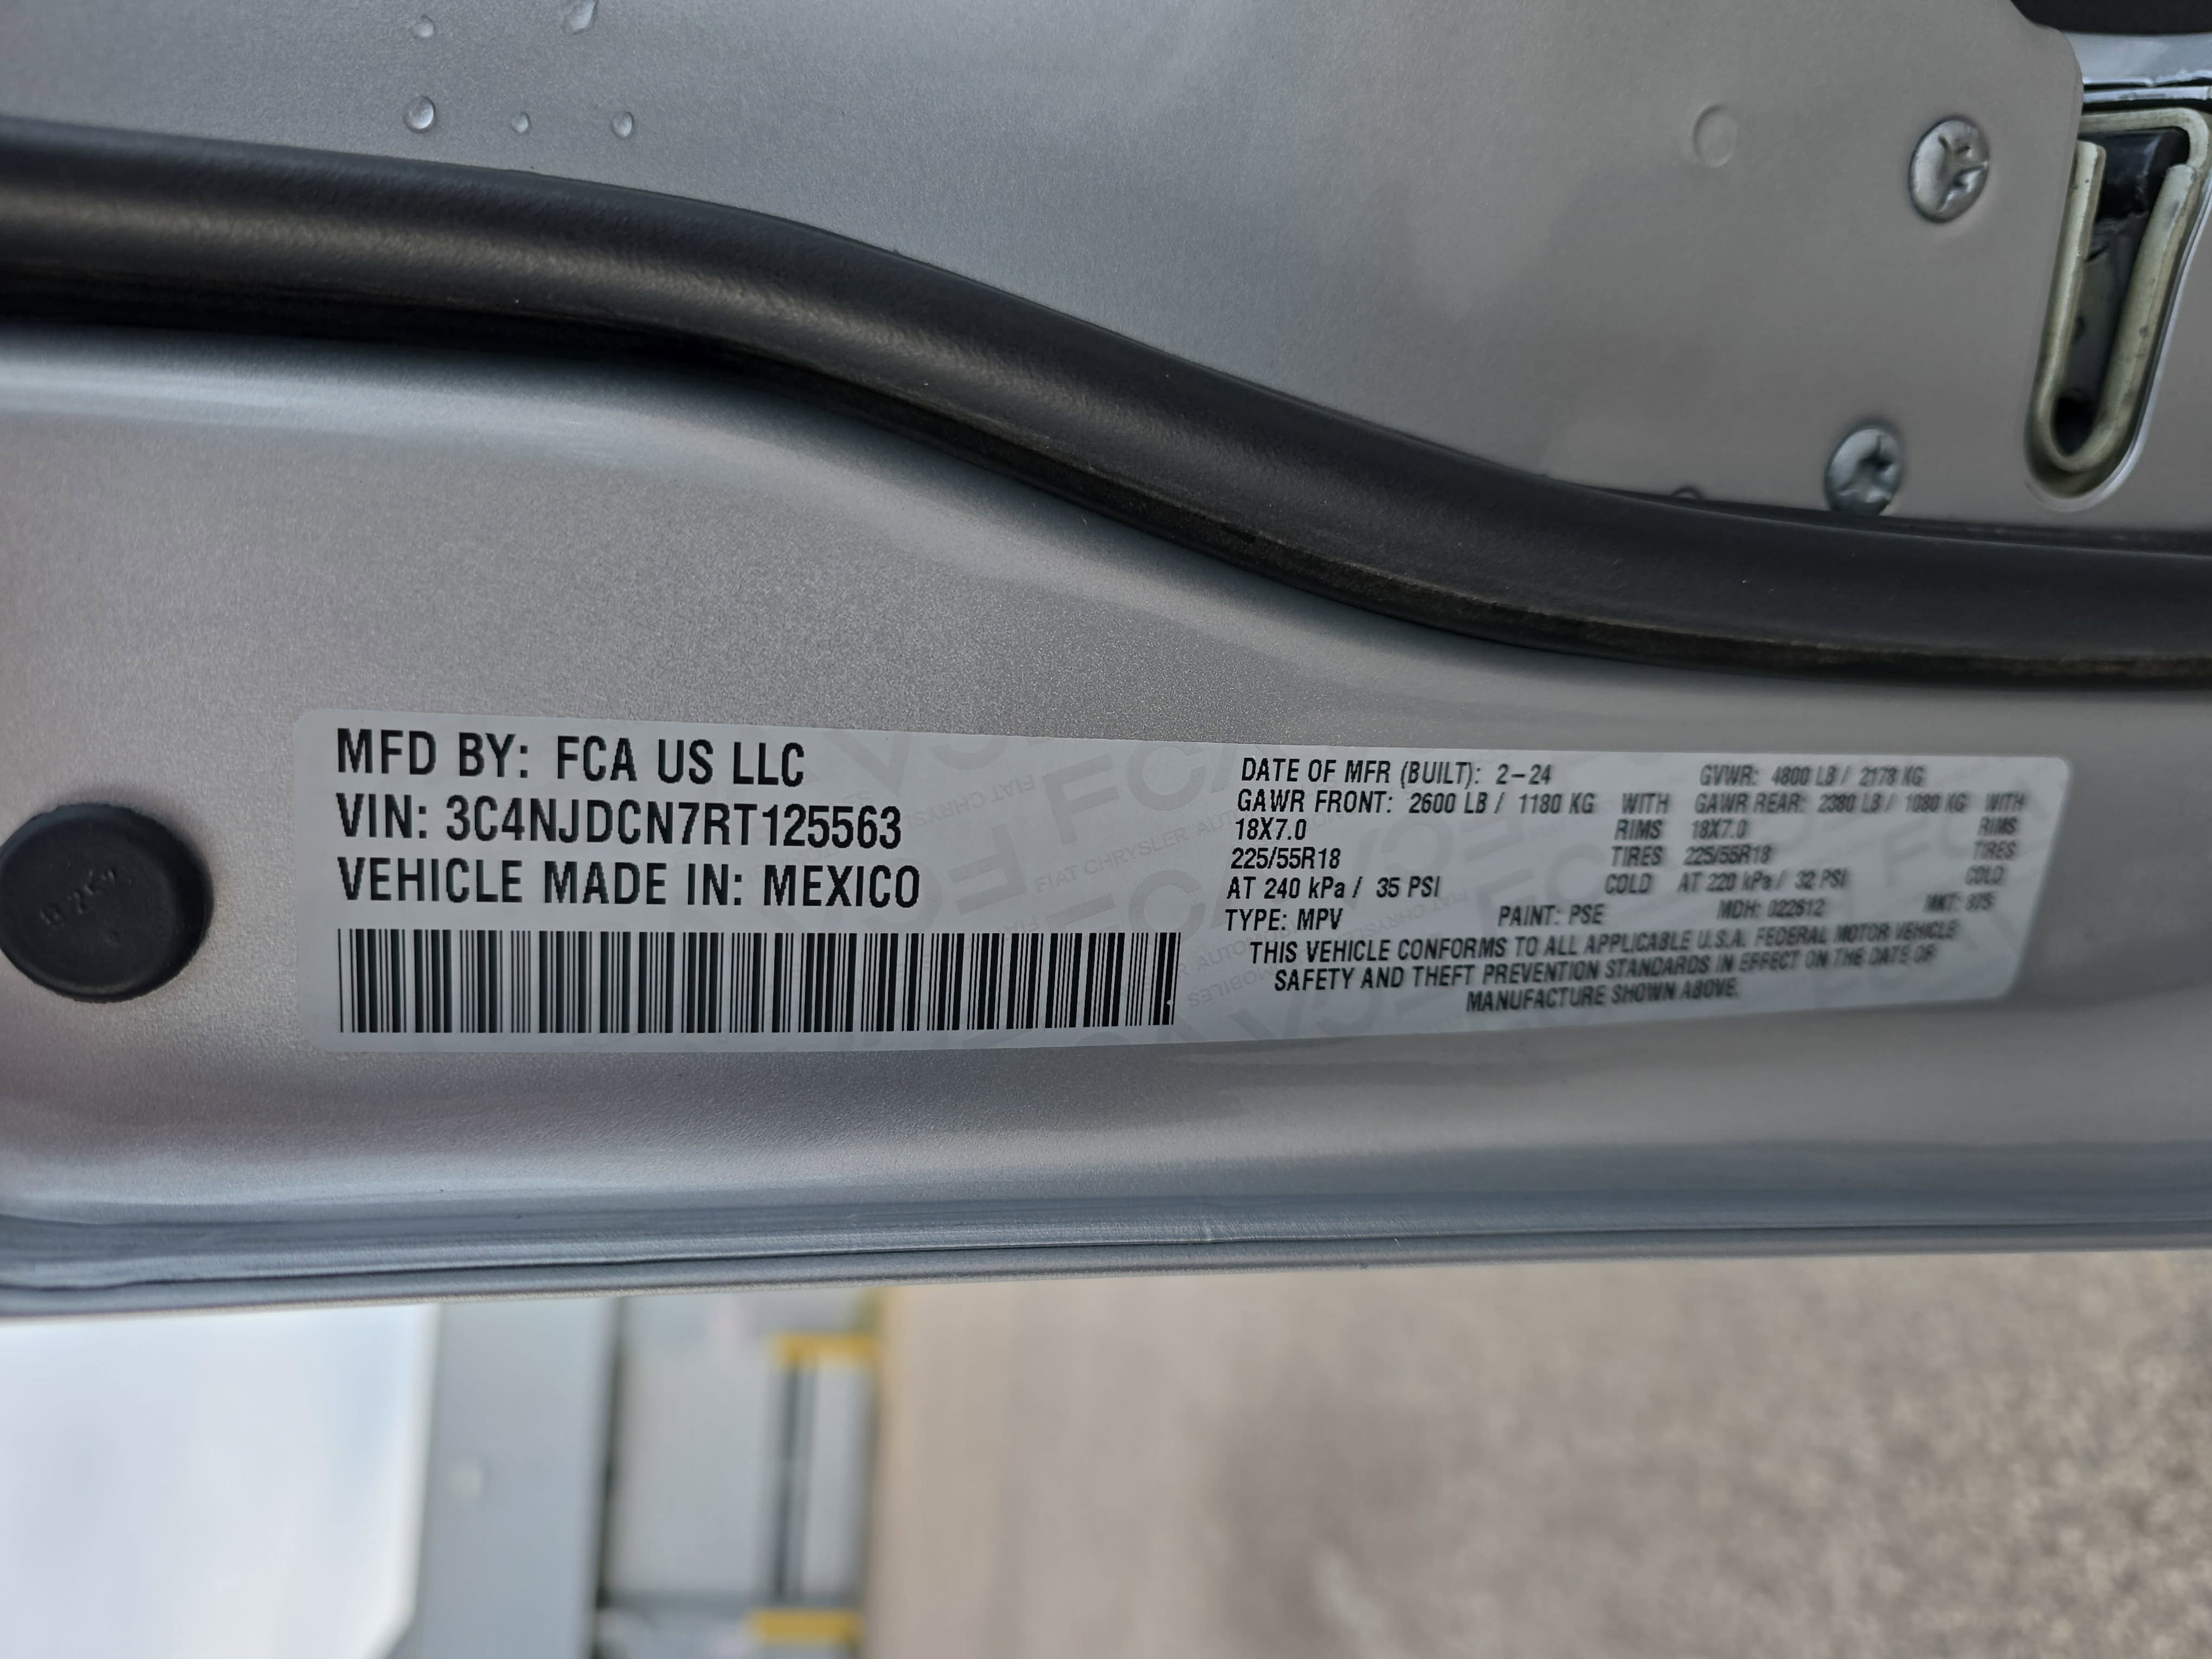 MFD BY: FCA US LLC
VIN: 3C4NJDCN7RT125563
VEHICLE MADE IN: MEXICO
DATE OF MFR (BUILT): 2-24 GVWR: 4800 LB / 2178 KG
GAWR FRONT: 2600 LB / 1180 KG WITH GAWR REAR: 2380 LB / 1080 KG WITH
18X7.0 RIMS 18X7.0 RIMS
225/55R18 TIRES 225/55R18 TIRES
AT 240 kPa / 35 PSI COLD AT 220 kPa / 32 PSI COLD
TYPE: MPV PAINT: PSE MDH: 022612 MKT:
THIS VEHICLE CONFORMS TO ALL APPLICABLE U.S.A. FEDERAL MOTOR VEHICLE
SAFETY AND THEFT PREVENTION STANDARDS IN EFFECT ON THE DATE OF
MANUFACTURE SHOWN ABOVE.